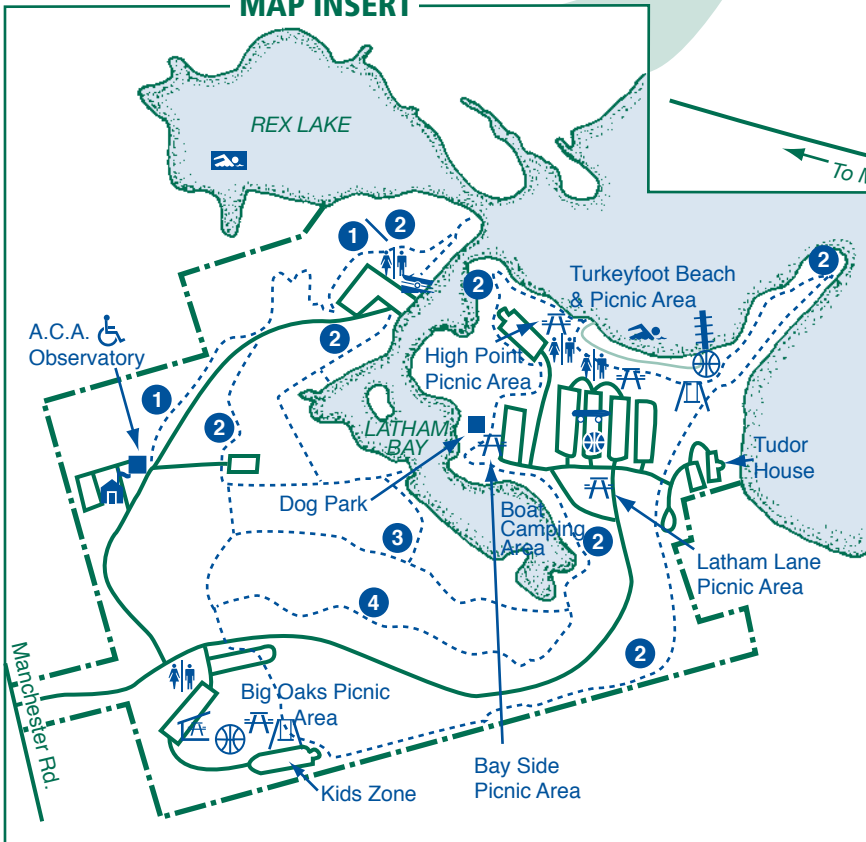 MAP INSERT
REX LAKE
To M
1
2
2
2
Turkeyfoot Beach
& Picnic Area
A.C.A.
Observatory
2
High Point
Picnic Area
1
2
LATHAM
BAY
Tudor
House
Dog Park
Boat
Camping
Area
3
2
Latham Lane
Picnic Area
4
2
Manchester Rd.
Big Oaks Picnic
Area
Bay Side
Picnic Area
Kids Zone